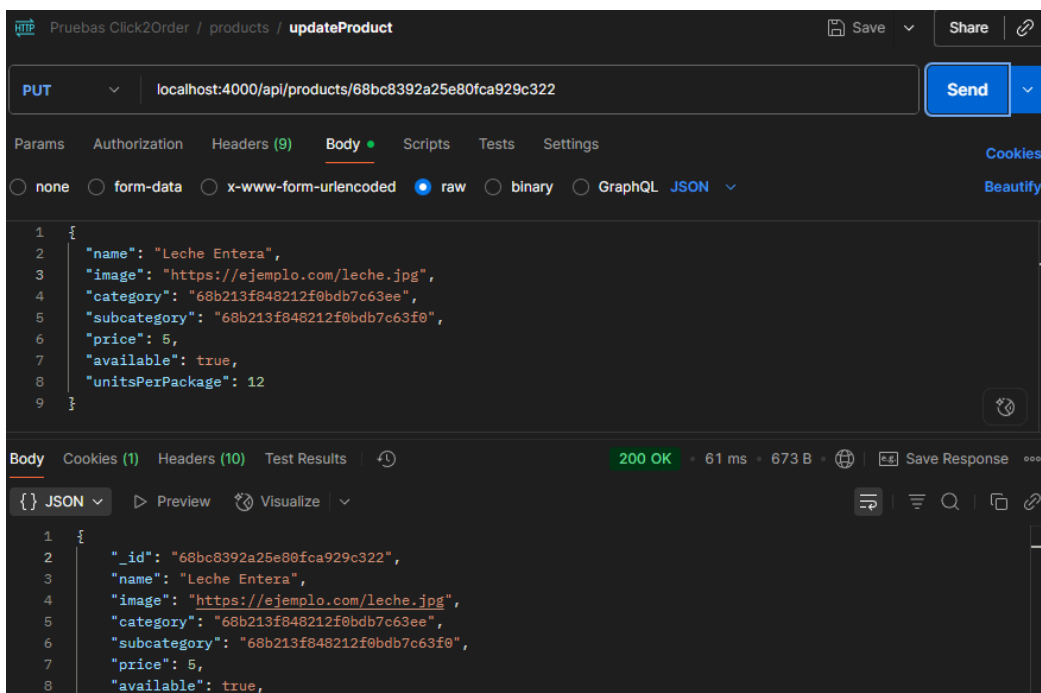 HTTP Pruebas Click2Order / products / updateProduct Save Share
PUT localhost:4000/api/products/68bc8392a25e80fca929c322 Send
Params Authorization Headers (9) Body Scripts Tests Settings Cookies
none form-data x-www-form-urlencoded raw binary GraphQL JSON Beautify
1 {
2 "name": "Leche Entera",
3 "image": "https://ejemplo.com/leche.jpg",
4 "category": "68b213f848212f0bdb7c63ee",
5 "subcategory": "68b213f848212f0bdb7c63f0",
6 "price": 5,
7 "available": true,
8 "unitsPerPackage": 12
9 }
Body Cookies (1) Headers (10) Test Results 200 OK • 61 ms • 673 B • e.g. Save Response
{} JSON Preview Visualize
1 {
2 "_id": "68bc8392a25e80fca929c322",
3 "name": "Leche Entera",
4 "image": "https://ejemplo.com/leche.jpg",
5 "category": "68b213f848212f0bdb7c63ee",
6 "subcategory": "68b213f848212f0bdb7c63f0",
7 "price": 5,
8 "available": true,